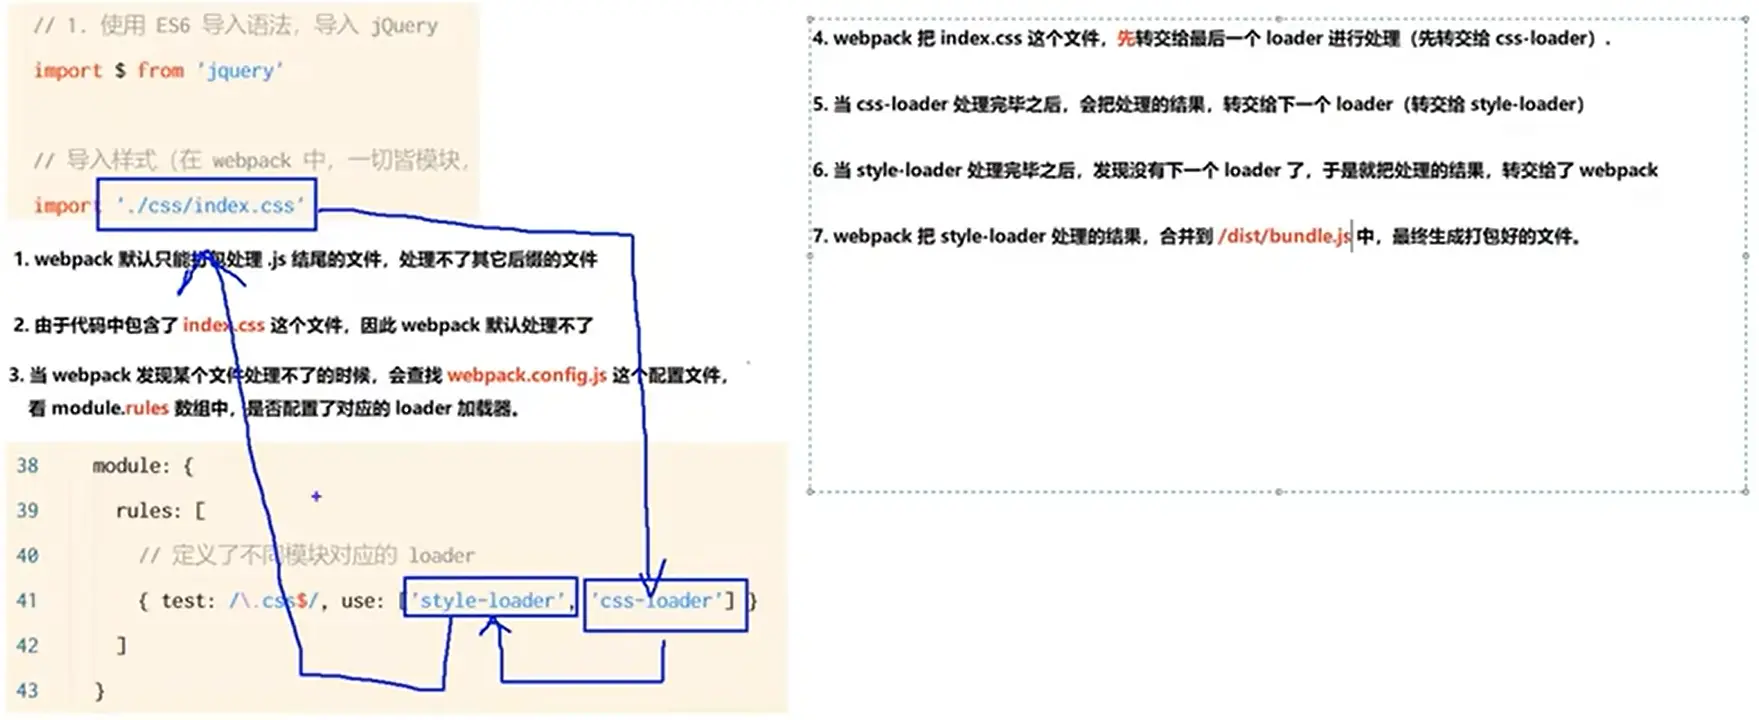 // 1. 使用 ES6 导入语法，导入 jQuery
import $ from 'jquery'
// 导入样式（在 webpack 中，一切皆模块，
import './css/index.css'
1. webpack 默认只能打包处理 .js 结尾的文件，处理不了其它后缀的文件
2. 由于代码中包含了 index.css 这个文件，因此 webpack 默认处理不了
3. 当 webpack 发现某个文件处理不了的时候，会查找 webpack.config.js 这个配置文件，
看 module.rules 数组中，是否配置了对应的 loader 加载器。
38 module: {
39 rules: [
40 // 定义了不同模块对应的 loader
41 { test: /\.css$/, use: ['style-loader', 'css-loader'] }
42 ]
43 }
4. webpack 把 index.css 这个文件，先转交给最后一个 loader 进行处理（先转交给 css-loader）.
5. 当 css-loader 处理完毕之后，会把处理的结果，转交给下一个 loader（转交给 style-loader）
6. 当 style-loader 处理完毕之后，发现没有下一个 loader 了，于是就把处理的结果，转交给了 webpack
7. webpack 把 style-loader 处理的结果，合并到 /dist/bundle.js 中，最终生成打包好的文件。